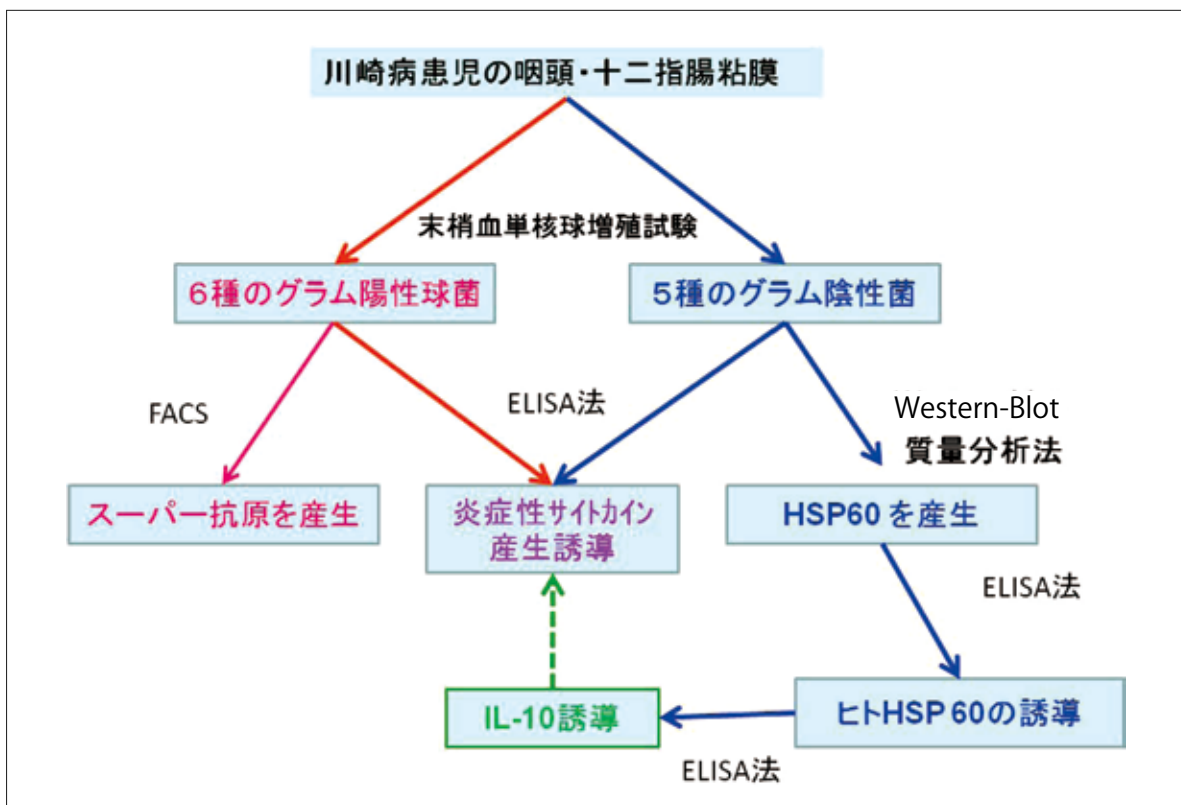 川崎病患児の咽頭・十二指腸粘膜
末梢血単核球増殖試験
６種のグラム陽性球菌
５種のグラム陰性菌
FACS
ELISA法
Western-Blot
質量分析法
スーパー抗原を産生
炎症性サイトカイン
産生誘導
HSP60 を産生
ELISA法
IL-10誘導
ヒトHSP 60の誘導
ELISA法